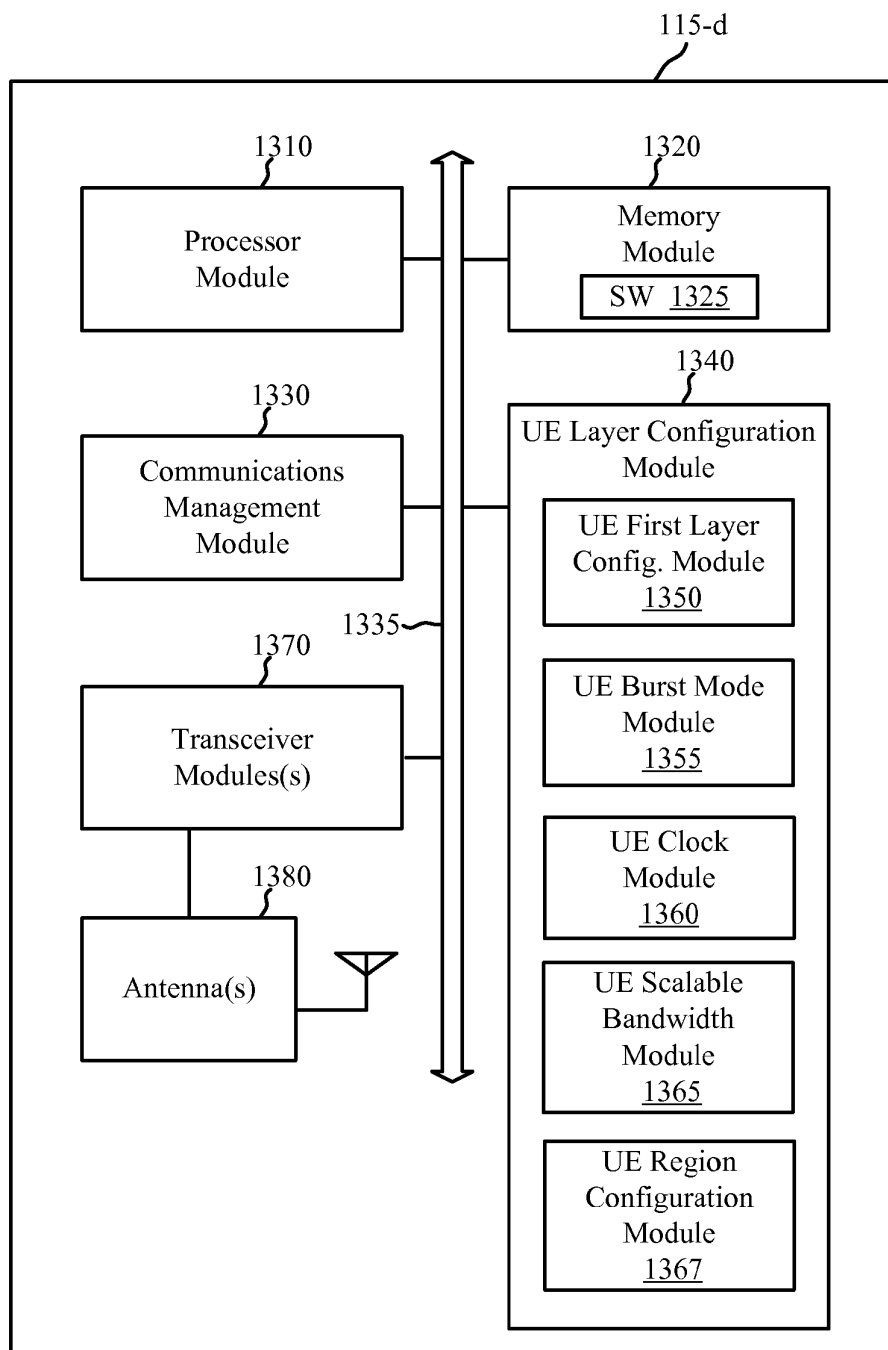 115-d
1310
Processor
Module
1320
Memory
Module
SW 1325
1330
Communications
Management
Module
1340
UE Layer Configuration
Module
UE First Layer
Config. Module
1350
1335
UE Burst Mode
Module
1355
1370
Transceiver
Modules(s)
UE Clock
Module
1360
1380
Antenna(s)
UE Scalable
Bandwidth
Module
1365
UE Region
Configuration
Module
1367